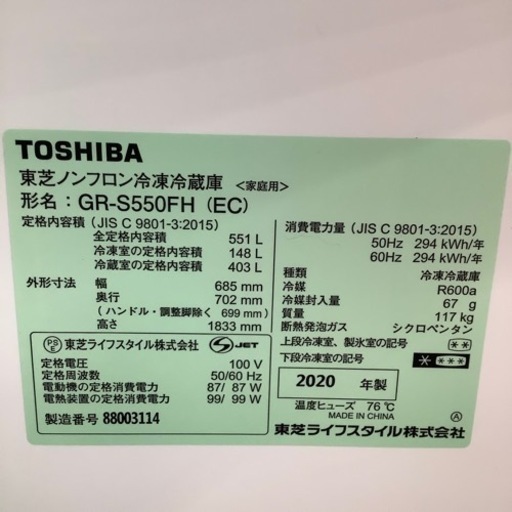 TOSHIBA
東芝ノンフロン冷凍冷蔵庫 <家庭用>
形名：GR-S550FH (EC)
定格内容積 (JIS C 9801-3:2015)
全定格内容積 551 L
冷凍室の定格内容積 148 L
冷蔵室の定格内容積 403 L
外形寸法 幅 685 mm
奥行 702 mm
(ハンドル・調整脚除く 699 mm)
高さ 1833 mm
PS E 東芝ライフスタイル株式会社 S JET
定格電圧 100 V
定格周波数 50/60 Hz
電動機の定格消費電力 87/ 87 W
電熱装置の定格消費電力 99/ 99 W
製造番号 88003114
消費電力量 (JIS C 9801-3:2015)
50Hz 294 kWh/年
60Hz 294 kWh/年
種類 冷凍冷蔵庫
冷媒 R600a
冷媒封入量 67 g
質量 117 kg
断熱発泡ガス シクロペンタン
上段冷凍室、製氷室の記号 **
下段冷凍室の記号 * ***
2020 年製
温度ヒューズ 76℃
MADE IN CHINA Ⓐ
東芝ライフスタイル株式会社